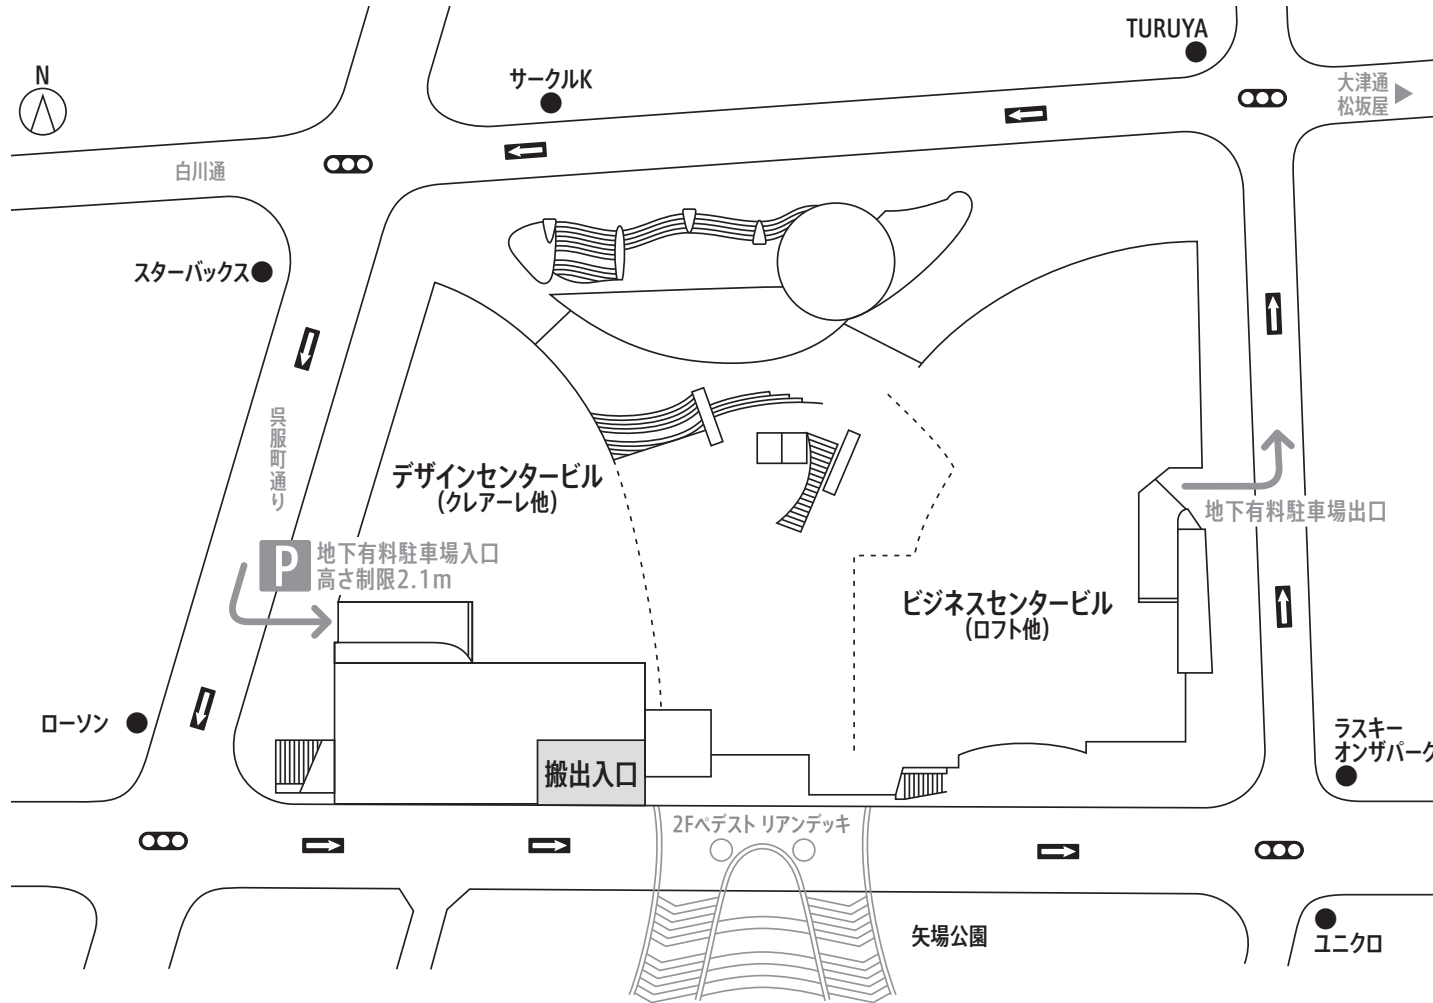 TURUYA
N
サークルK
大津通
松坂屋
白川通
スターバックス
呉服町通り
デザインセンタービル
(クレアーレ他)
地下有料駐車場出口
P
地下有料駐車場入口
高さ制限2.1m
ビジネスセンタービル
(ロフト他)
ローソン
ラスキー
オンザパーク
搬出入口
2Fペデストリアンデッキ
矢場公園
ユニクロ